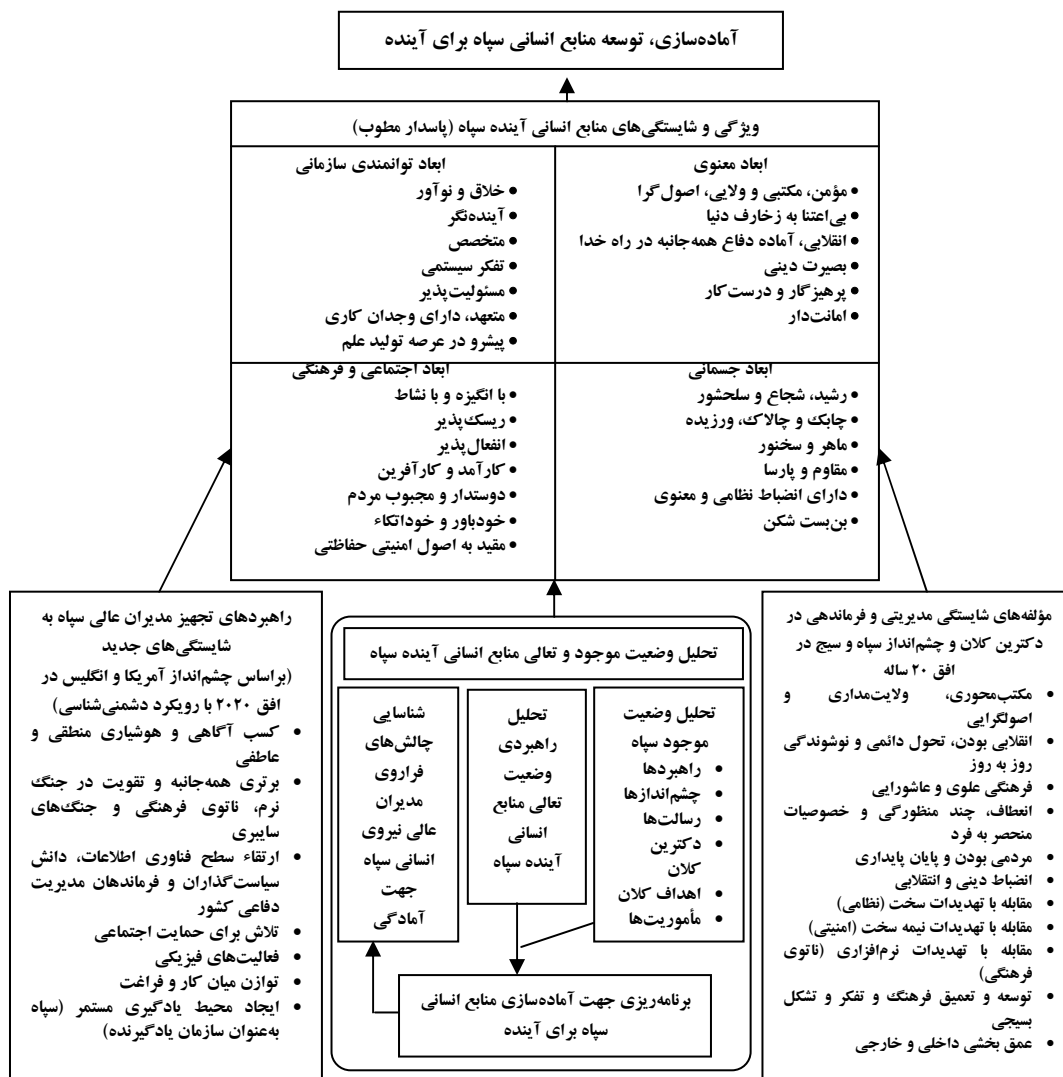 آماده‌سازی، توسعه منابع انسانی سپاه برای آینده
ویژگی و شایستگی‌های منابع انسانی آینده سپاه (پاسدار مطوب)
ابعاد معنوی
• مؤمن، مکتبی و ولایی، اصول‌گرا
• بی‌اعتنا به زخارف دنیا
• انقلابی، آماده دفاع همه‌جانبه در راه خدا
• بصیرت دینی
• پرهیزگار و درست‌کار
• امانت‌دار
ابعاد توانمندی سازمانی
• خلاق و نوآور
• آینده‌نگر
• متخصص
• تفکر سیستمی
• مسئولیت‌پذیر
• متعهد، دارای وجدان کاری
• پیشرو در عرصه تولید علم
ابعاد جسمانی
• رشید، شجاع و سلحشور
• چابک و چالاک، ورزیده
• ماهر و سخنور
• مقاوم و پارسا
• دارای انضباط نظامی و معنوی
• بن‌بست شکن
ابعاد اجتماعی و فرهنگی
• با انگیزه و با نشاط
• ریسک‌پذیر
• انفعال‌پذیر
• کارآمد و کارآفرین
• دوستدار و محبوب مردم
• خودباور و خوداتکاء
• مقید به اصول امنیتی حفاظتی
مؤلفه‌های شایستگی مدیریتی و فرماندهی در
دکترین کلان و چشم‌انداز سپاه و سیج در
افق ۲۰ ساله
• مکتب‌محوری، ولایت‌مداری و
اصولگرایی
• انقلابی بودن، تحول دائمی و نوشوندگی
روز به روز
• فرهنگی علوی و عاشورایی
• انعطاف، چند منظورگی و خصوصیات
منحصر به فرد
• مردمی بودن و پایان پایداری
• انضباط دینی و انتقلابی
• مقابله با تهدیدات سخت (نظامی)
• مقابله با تهدیدات نیمه سخت (امنیتی)
• مقابله با تهدیدات نرم‌افزاری (ناتوی
فرهنگی)
• توسعه و تعمیق فرهنگ و تفکر و تشکل
بسیجی
• عمق بخشی داخلی و خارجی
تحلیل وضعیت موجود و تعالی منابع انسانی آینده سپاه
تحلیل وضعیت
موجود سپاه
• راهبردها
• چشم‌اندازها
• رسالت‌ها
• دکترین
کلان
• اهداف کلان
• مأموریت‌ها
تحلیل
راهبردی
وضعیت
تعالی منابع
انسانی
آینده سپاه
شناسایی
چالش‌های
فراروی
مدیران
عالی نیروی
انسانی سپاه
جهت
آمادگی
برنامه‌ریزی جهت آماده‌سازی منابع انسانی
سپاه برای آینده
راهبردهای تجهیز مدیران عالی سپاه به
شایستگی‌های جدید
(براساس چشم‌انداز آمریکا و انگلیس در
افق ۲۰۲۰ با رویکرد دشمنی‌شناسی)
• کسب آگاهی و هوشیاری منطقی و
عاطفی
• برتری همه‌جانبه و تقویت در جنگ
نرم، ناتوی فرهنگی و جنگ‌های
سایبری
• ارتقاء سطح فناوری اطلاعات، دانش
سیاست‌گذاران و فرماندهان مدیریت
دفاعی کشور
• تلاش برای حمایت اجتماعی
• فعالیت‌های فیزیکی
• توازن میان کار و فراغت
• ایجاد محیط یادگیری مستمر (سپاه
به‌عنوان سازمان یادگیرنده)